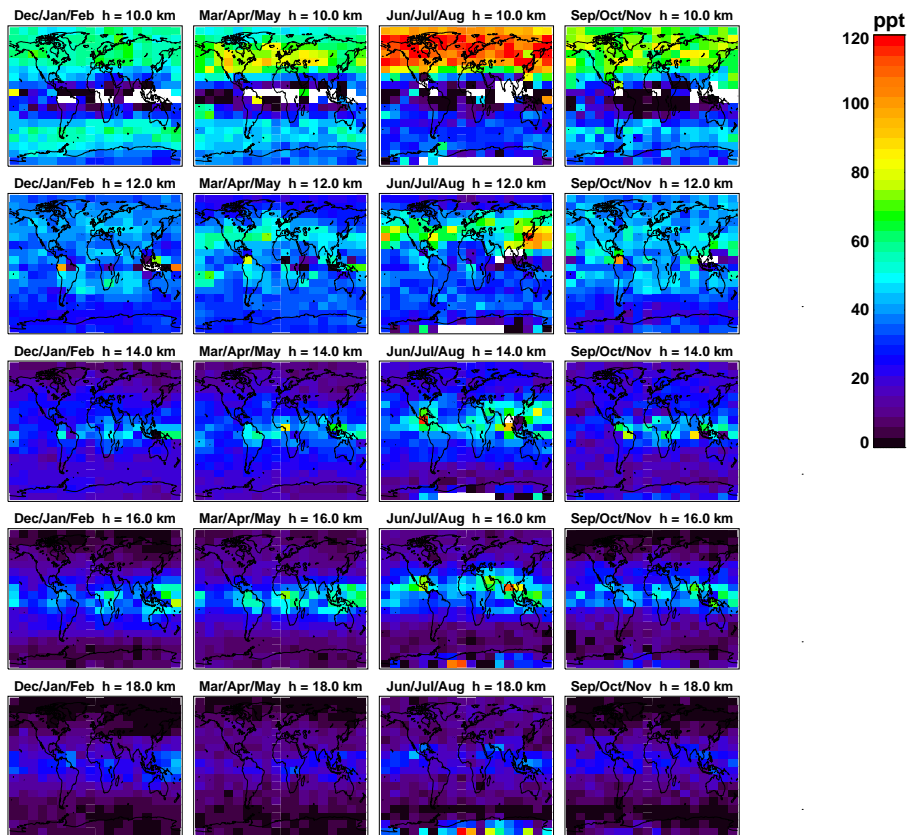 Dec/Jan/Feb h = 10.0 km Mar/Apr/May h = 10.0 km Jun/Jul/Aug h = 10.0 km Sep/Oct/Nov h = 10.0 km
ppt
120
100
80
60
40
20
0
Dec/Jan/Feb h = 12.0 km Mar/Apr/May h = 12.0 km Jun/Jul/Aug h = 12.0 km Sep/Oct/Nov h = 12.0 km
Dec/Jan/Feb h = 14.0 km Mar/Apr/May h = 14.0 km Jun/Jul/Aug h = 14.0 km Sep/Oct/Nov h = 14.0 km
Dec/Jan/Feb h = 16.0 km Mar/Apr/May h = 16.0 km Jun/Jul/Aug h = 16.0 km Sep/Oct/Nov h = 16.0 km
Dec/Jan/Feb h = 18.0 km Mar/Apr/May h = 18.0 km Jun/Jul/Aug h = 18.0 km Sep/Oct/Nov h = 18.0 km